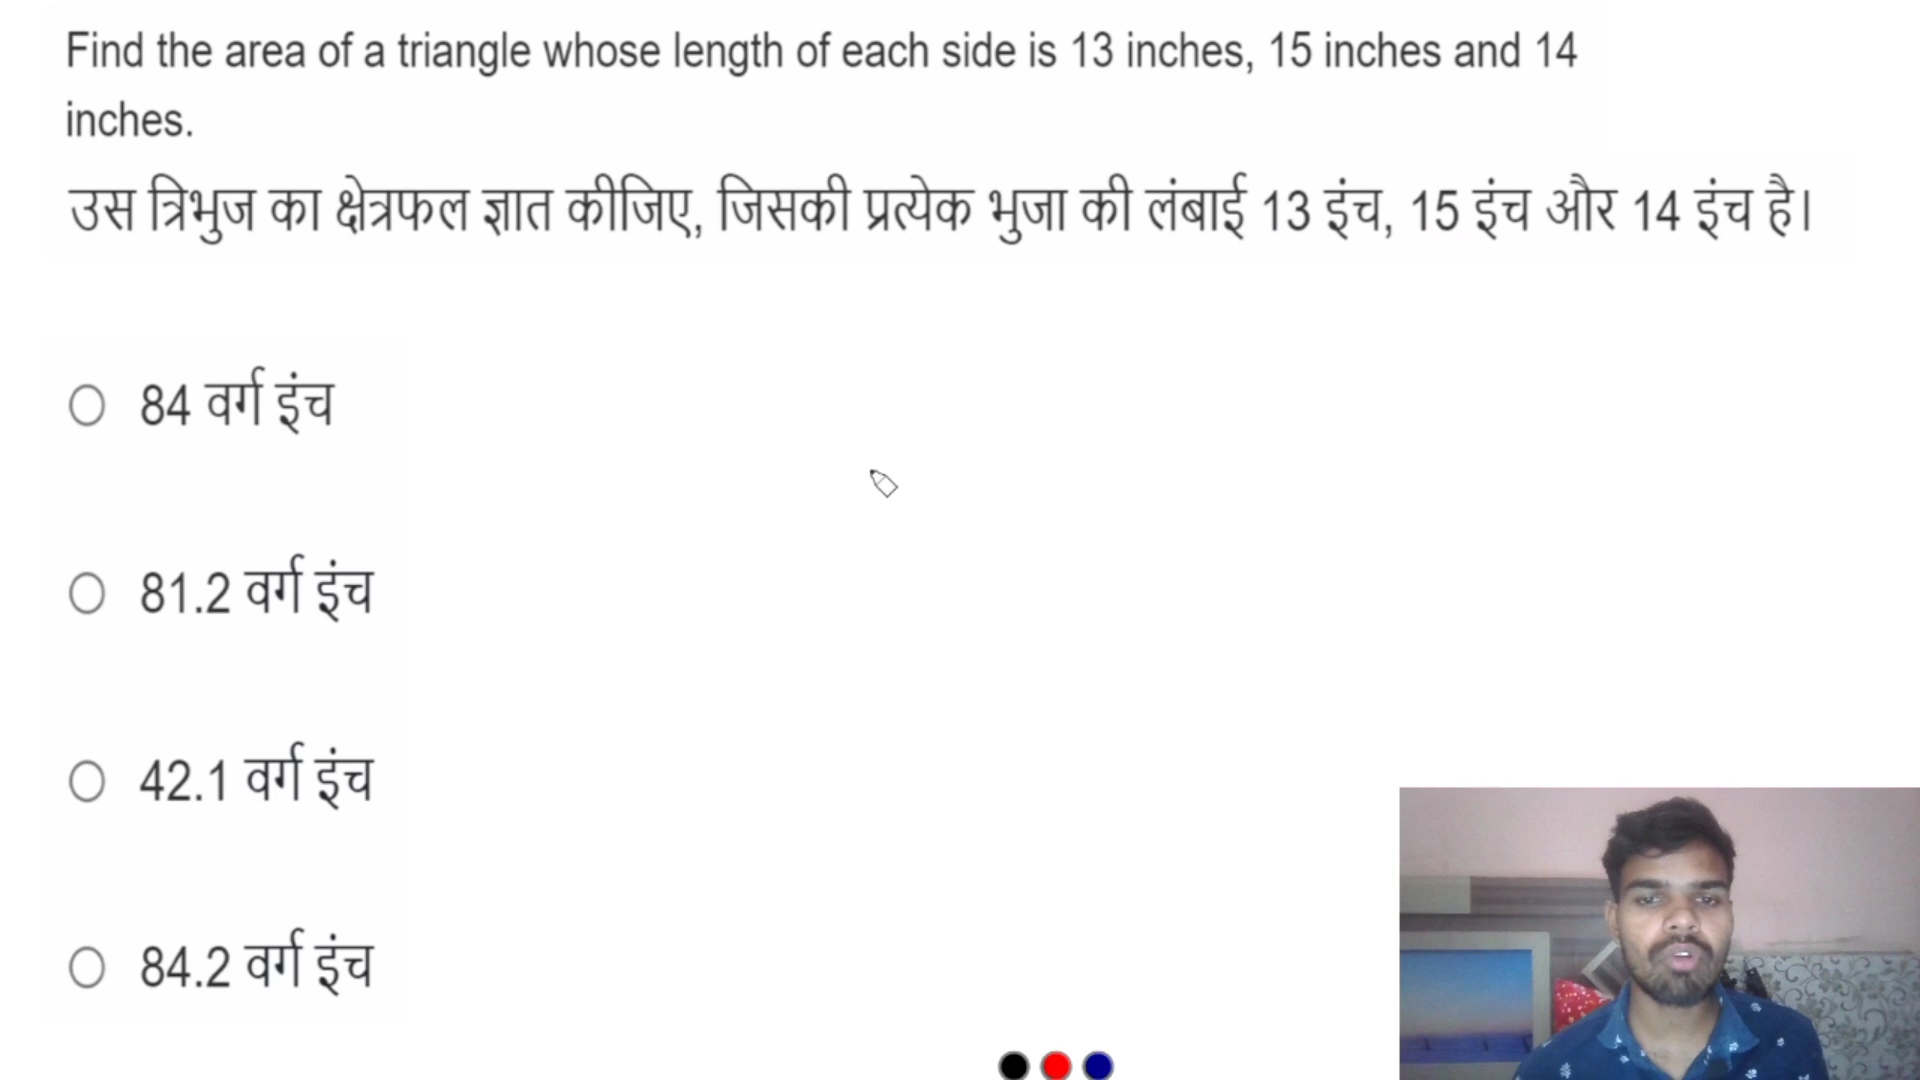 Find the area of a triangle whose length of each side is 13 inches, 15 inches and 14
inches.
उस त्रिभुज का क्षेत्रफल ज्ञात कीजिए, जिसकी प्रत्येक भुजा की लंबाई 13 इंच, 15 इंच और 14 इंच है।
84 वर्ग इंच
81.2 वर्ग इंच
42.1 वर्ग इंच
84.2 वर्ग इंच